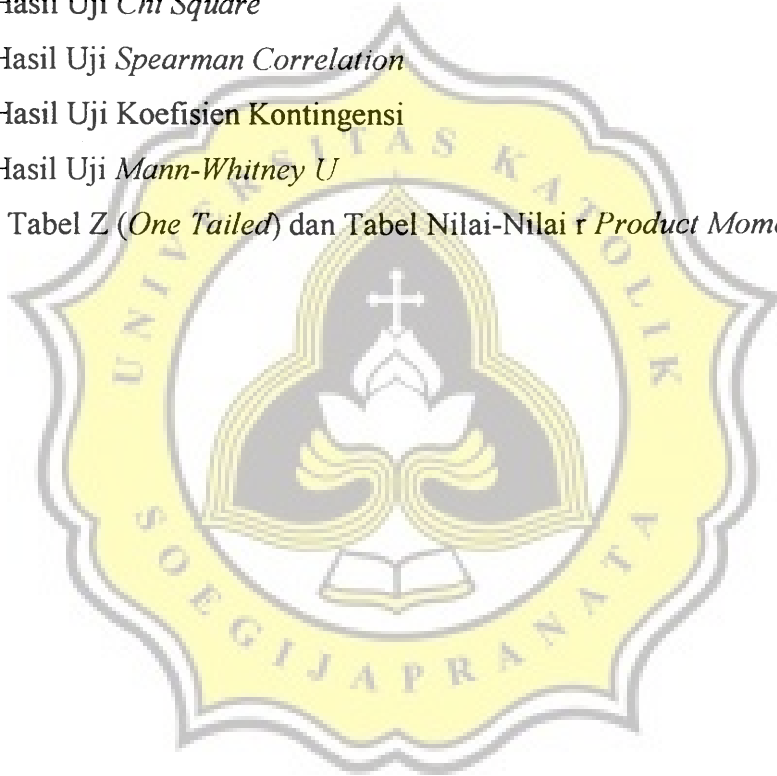 Hasil Uji Chi Square
Hasil Uji Spearman Correlation
Hasil Uji Koefisien Kontingensi
Hasil Uji Mann-Whitney U
Tabel Z (One Tailed) dan Tabel Nilai-Nilai r Product Mome
UNIVERSITAS KATOLIK
SOEGIJAPRANATA